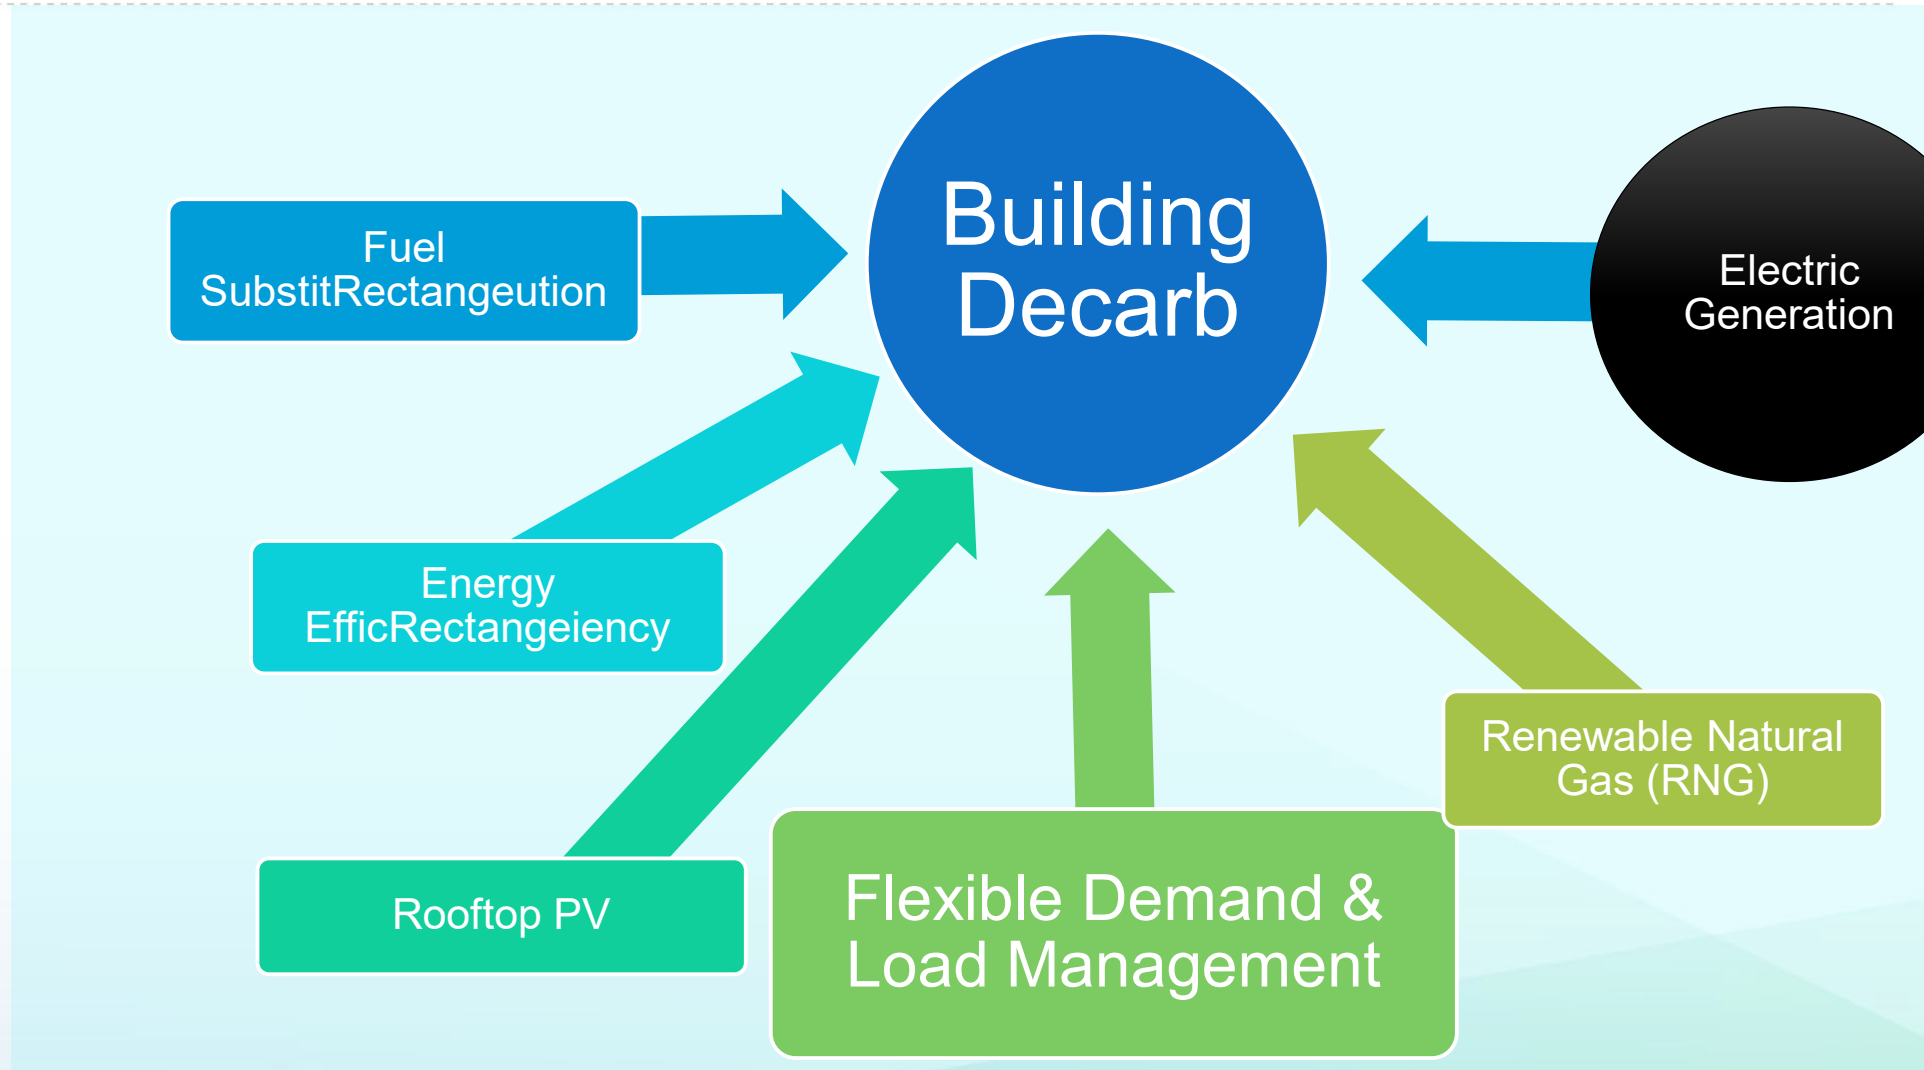 Building
Decarb
Fuel
SubstitRectangeution
Electric
Generation
Energy
EfficRectangeiency
Renewable Natural
Gas (RNG)
Rooftop PV
Flexible Demand &
Load Management